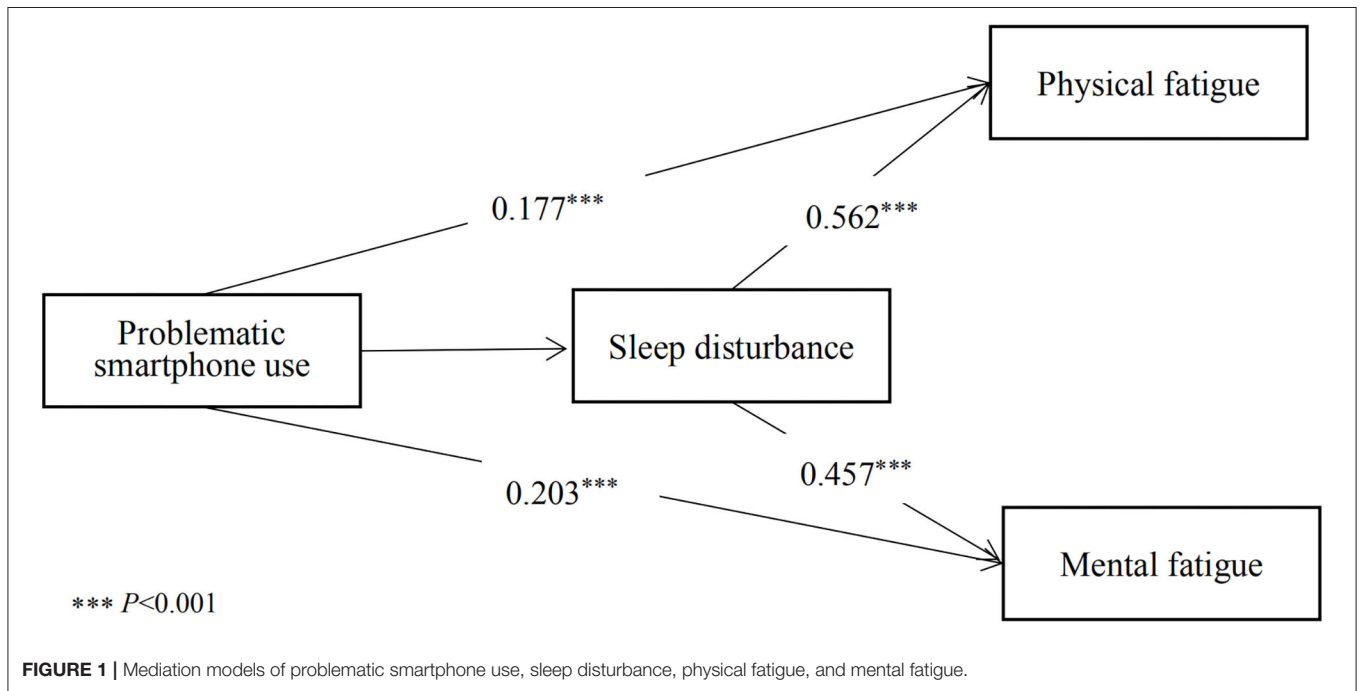 Physical fatigue
0.177***
0.562***
Problematic
smartphone use
Sleep disturbance
0.203***
0.457***
Mental fatigue
*** P<0.001
FIGURE 1 | Mediation models of problematic smartphone use, sleep disturbance, physical fatigue, and mental fatigue.